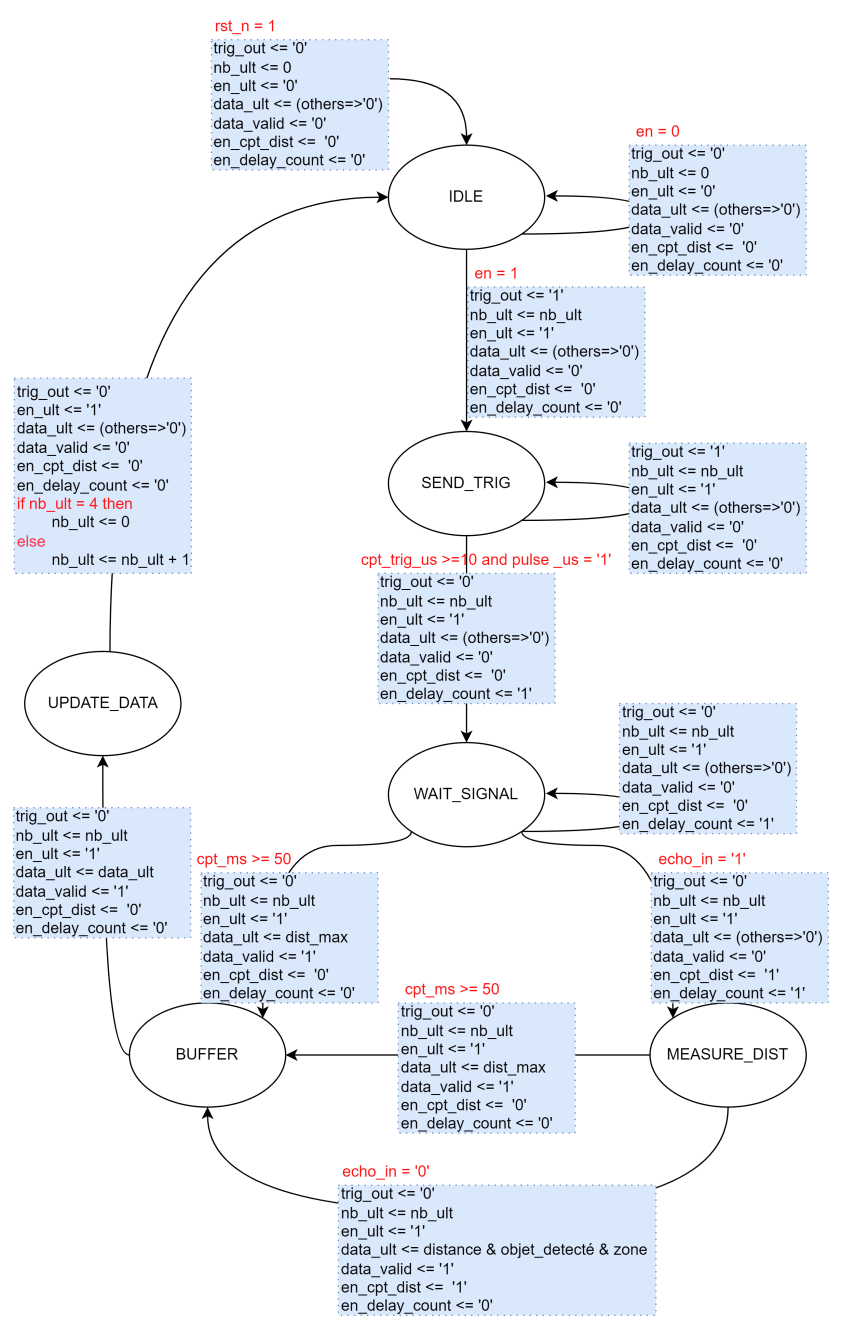 rst_n = 1
trig_out <= '0'
nb_ult <= 0
en_ult <= '0'
data_ult <= (others=>'0')
data_valid <= '0'
en_cpt_dist <=  '0'
en_delay_count <= '0'
IDLE
en = 0
trig_out <= '0'
nb_ult <= 0
en_ult <= '0'
data_ult <= (others=>'0')
data_valid <= '0'
en_cpt_dist <=  '0'
en_delay_count <= '0'
en = 1
trig_out <= '1'
nb_ult <= nb_ult
en_ult <= '1'
data_ult <= (others=>'0')
data_valid <= '0'
en_cpt_dist <=  '0'
en_delay_count <= '0'
trig_out <= '0'
en_ult <= '1'
data_ult <= (others=>'0')
data_valid <= '0'
en_cpt_dist <=  '0'
en_delay_count <= '0'
if nb_ult = 4 then
nb_ult <= 0
else
nb_ult <= nb_ult + 1
SEND_TRIG
trig_out <= '1'
nb_ult <= nb_ult
en_ult <= '1'
data_ult <= (others=>'0')
data_valid <= '0'
en_cpt_dist <=  '0'
en_delay_count <= '0'
cpt_trig_us >=10 and pulse _us = '1'
trig_out <= '0'
nb_ult <= nb_ult
en_ult <= '1'
data_ult <= (others=>'0')
data_valid <= '0'
en_cpt_dist <=  '0'
en_delay_count <= '1'
UPDATE_DATA
WAIT_SIGNAL
trig_out <= '0'
nb_ult <= nb_ult
en_ult <= '1'
data_ult <= (others=>'0')
data_valid <= '0'
en_cpt_dist <=  '0'
en_delay_count <= '1'
trig_out <= '0'
nb_ult <= nb_ult
en_ult <= '1'
data_ult <= data_ult
data_valid <= '1'
en_cpt_dist <=  '0'
en_delay_count <= '0'
cpt_ms >= 50
trig_out <= '0'
nb_ult <= nb_ult
en_ult <= '1'
data_ult <= dist_max
data_valid <= '1'
en_cpt_dist <=  '0'
en_delay_count <= '0'
echo_in = '1'
trig_out <= '0'
nb_ult <= nb_ult
en_ult <= '1'
data_ult <= (others=>'0')
data_valid <= '0'
en_cpt_dist <=  '1'
en_delay_count <= '1'
BUFFER
cpt_ms >= 50
trig_out <= '0'
nb_ult <= nb_ult
en_ult <= '1'
data_ult <= dist_max
data_valid <= '1'
en_cpt_dist <=  '0'
en_delay_count <= '0'
MEASURE_DIST
echo_in = '0'
trig_out <= '0'
nb_ult <= nb_ult
en_ult <= '1'
data_ult <= distance & objet_detecté & zone
data_valid <= '1'
en_cpt_dist <=  '1'
en_delay_count <= '0'